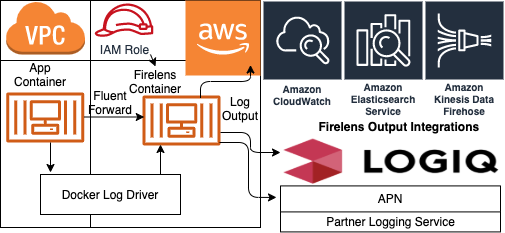 VPC
IAM Role
aws
App
Container
Firelens
Container
Fluent
Forward
Log
Output
Docker Log Driver
Amazon
CloudWatch
Amazon
Elasticsearch
Service
Amazon
Kinesis Data
Firehose
Firelens Output Integrations
LOGIQ
APN
Partner Logging Service